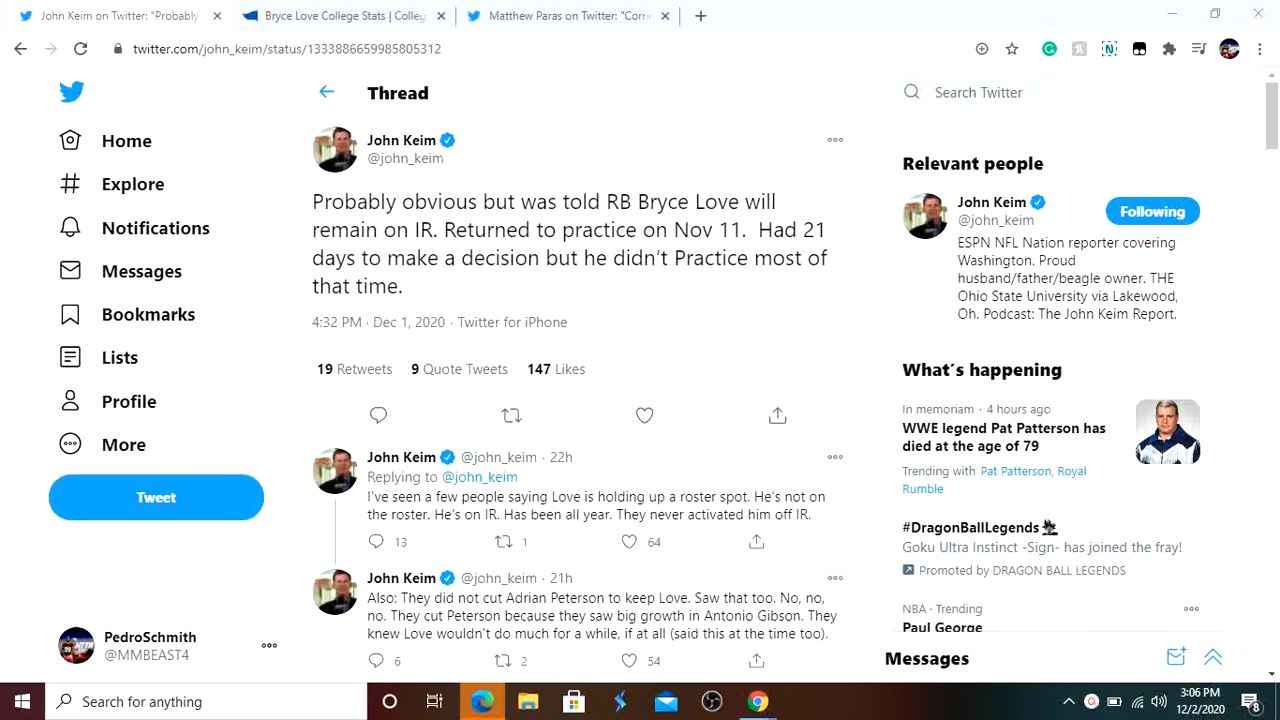 John Keim on Twitter: "Probably
Bryce Love College Stats | Colleg
Matthew Paras on Twitter: "Corn
twitter.com/john_keim/status/1333886659985805312
Thread
Search Twitter
Home
Explore
Notifications
Messages
Bookmarks
Lists
Profile
More
Tweet
PedroSchmith
@MMBEAST4
John Keim
@john_keim
Probably obvious but was told RB Bryce Love will
remain on IR. Returned to practice on Nov 11. Had 21
days to make a decision but he didn’t Practice most of
that time.
4:32 PM · Dec 1, 2020 · Twitter for iPhone
19 Retweets 9 Quote Tweets 147 Likes
John Keim @john_keim · 22h
Replying to @john_keim
I've seen a few people saying Love is holding up a roster spot. He's not on
the roster. He's on IR. Has been all year. They never activated him off IR.
13 1 64
John Keim @john_keim · 21h
Also: They did not cut Adrian Peterson to keep Love. Saw that too. No, no,
no. They cut Peterson because they saw big growth in Antonio Gibson. They
knew Love wouldn't do much for a while, if at all (said this at the time too).
6 2 54
Relevant people
John Keim
@john_keim
Following
ESPN NFL Nation reporter covering
Washington. Proud
husband/father/beagle owner. THE
Ohio State University via Lakewood,
Oh. Podcast: The John Keim Report.
What's happening
In memoriam · 4 hours ago
WWE legend Pat Patterson has
died at the age of 79
Trending with Pat Patterson, Royal
Rumble
#DragonBallLegends
Goku Ultra Instinct -Sign- has joined the fray!
Promoted by DRAGON BALL LEGENDS
NBA · Trending
Paul George
Messages
Search for anything
3:06 PM
12/2/2020
8